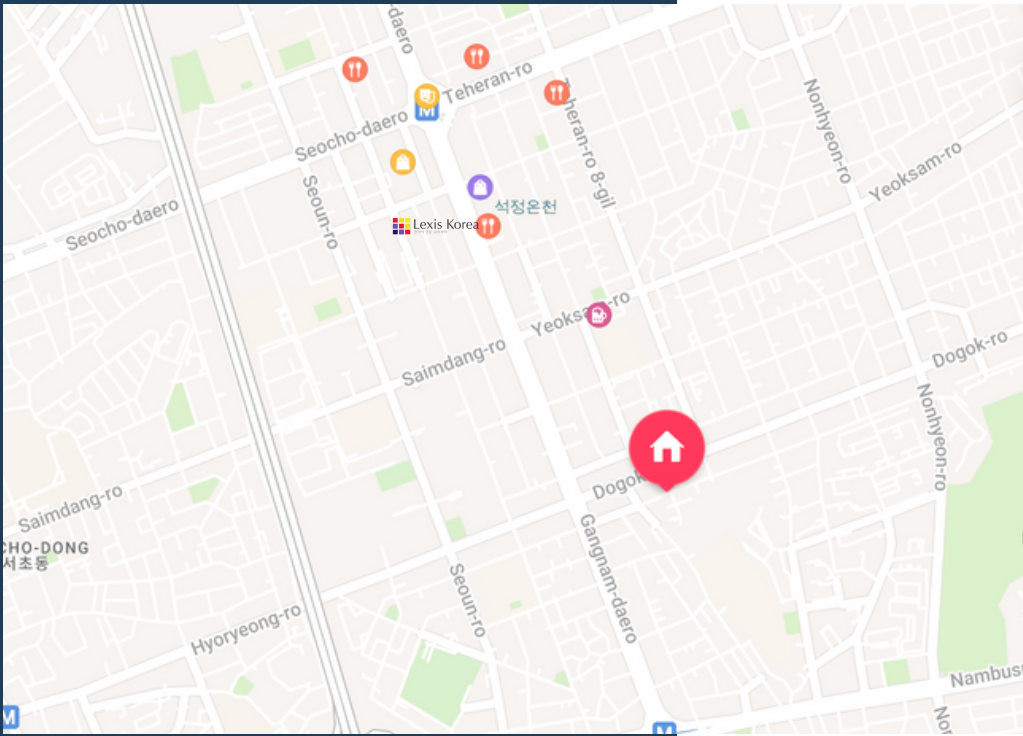 -daero
Teheran-ro
Seocho-daero
Teheran-ro 8-gil
Nonhyeon-ro
Yeoksam-ro
Seoun-ro
Seocho-daero
석정온천
Lexis Korea
Yeoksam-ro
Saimdang-ro
Dogok-ro
Nonhyeon-ro
Saimdang-ro
Dogok
CHO-DONG
서초동
Gangnam-daero
Seoun-ro
Hyoryeong-ro
Nambus
M
M
M
No